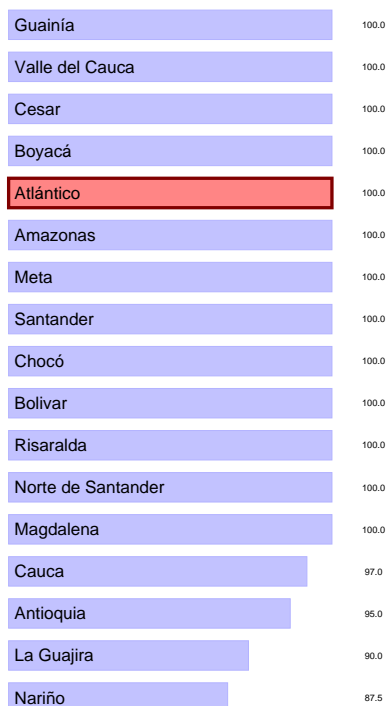 Guainía 100.0
Valle del Cauca 100.0
Cesar 100.0
Boyacá 100.0
Atlántico 100.0
Amazonas 100.0
Meta 100.0
Santander 100.0
Chocó 100.0
Bolivar 100.0
Risaralda 100.0
Norte de Santander 100.0
Magdalena 100.0
Cauca 97.0
Antioquia 95.0
La Guajira 90.0
Nariño 87.5